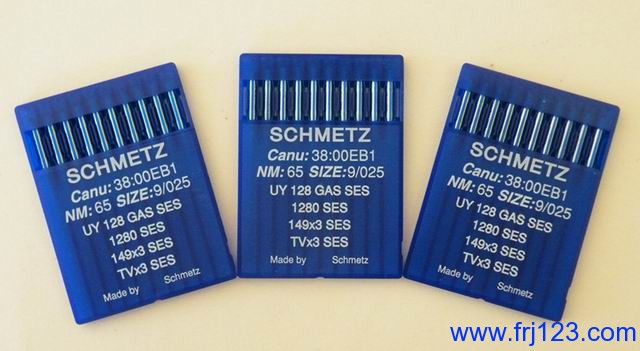 SCHMETZ
Canu: 38:00EB1
NM: 65 SIZE:9/025
UY 128 GAS SES
1280 SES
149x3 SES
TVx3 SES
Made by Schmetz
SCHMETZ
Canu: 38:00EB1
NM: 65 SIZE:9/025
UY 128 GAS SES
1280 SES
149x3 SES
TVx3 SES
Made by Schmetz
SCHMETZ
Canu: 38:00EB1
NM: 65 SIZE:9/025
UY 128 GAS SES
1280 SES
149x3 SES
TVx3 SES
Made by Schmetz
www.frj123.com